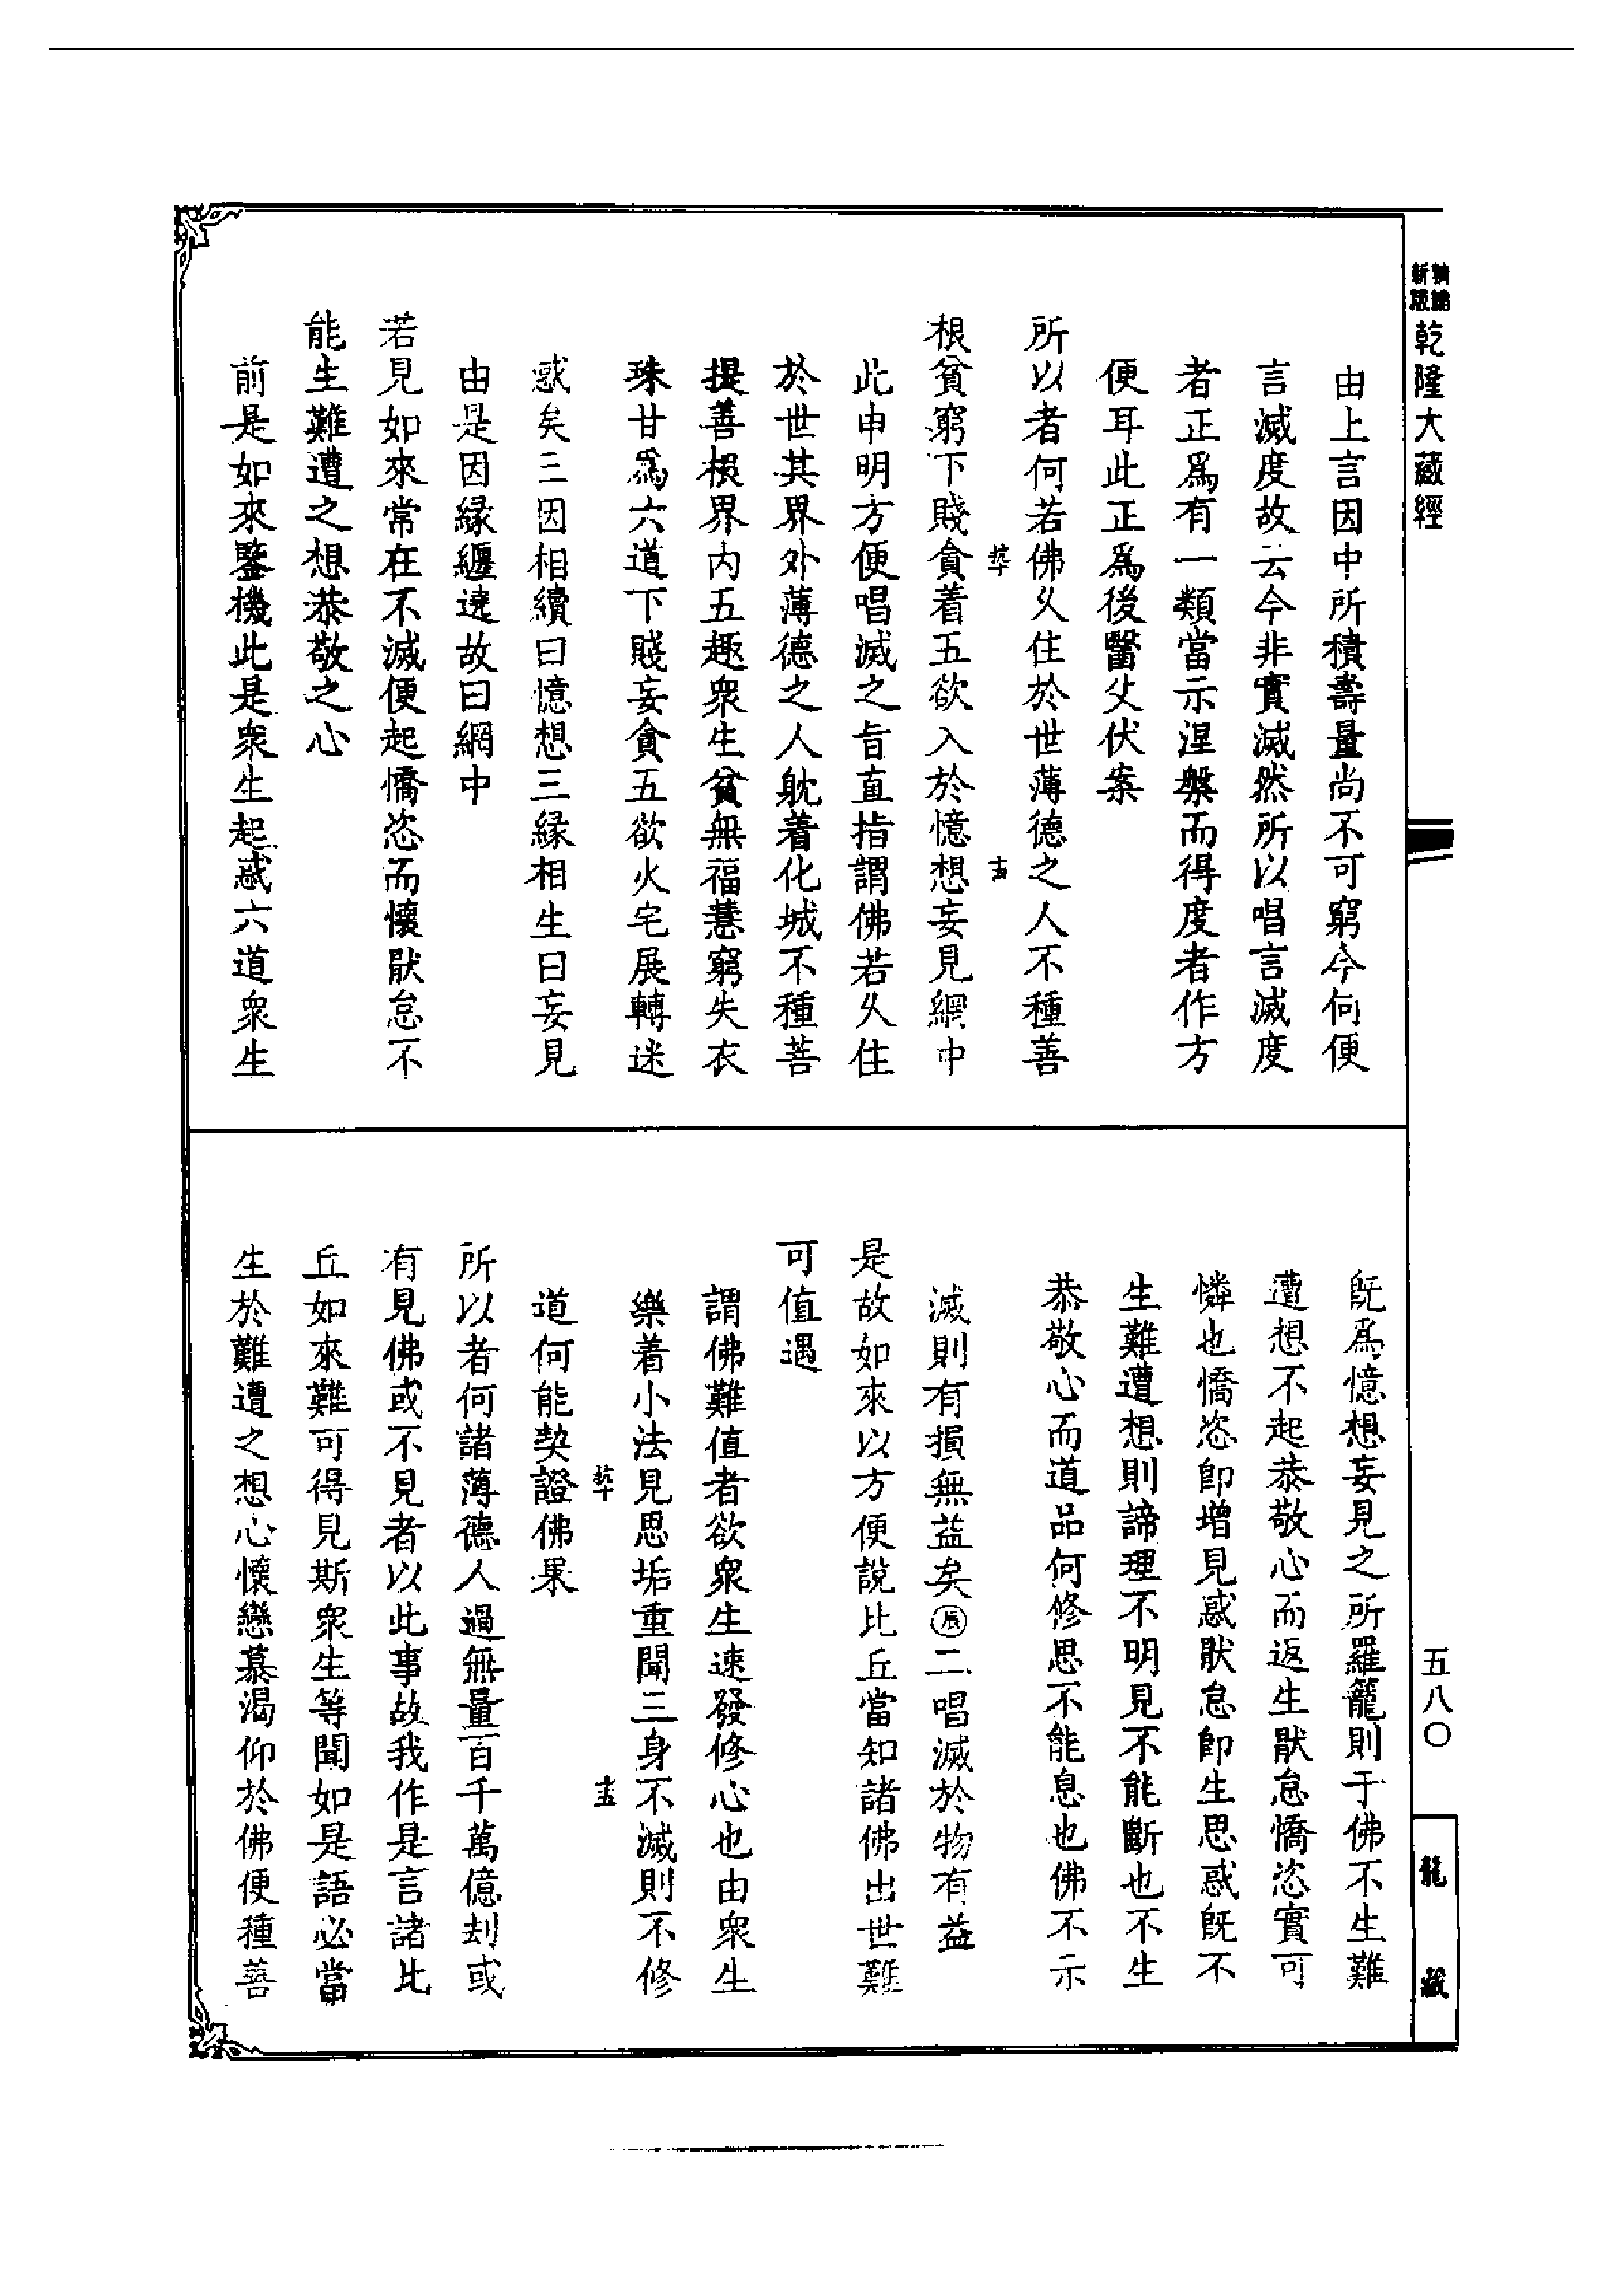 乾隆大藏經
由上言因中所積壽量尚不可窮今何便
言滅度故云今非實滅然所以唱言滅度
者正爲有一類當示涅槃而得度者作方
便耳此正爲後醫父伏案
所以者何若佛久住於世薄德之人不種善
根貧窮下賤貪着五欲入於憶想妄見網中
此申明方便唱滅之旨直指謂佛若久住
於世其界外薄德之人躭着化城不種菩
提善根界内五趣衆生貧無福慧窮失衣
珠甘爲六道下賤妄貪五欲火宅展轉迷
惑矣三因相續曰憶想三緣相生曰妄見
由是因緣纏遶故曰網中
若見如來常在不滅便起憍恣而懷猒怠不
能生難遭之想恭敬之心
前是如來鑒機此是衆生起惑六道衆生
旣爲憶想妄見之所羅籠則于佛不生難
遭想不起恭敬心而返生猒怠憍恣實可
憐也憍恣卽增見惑猒怠卽生思惑旣不
生難遭想則諦理不明見不能斷也不生
恭敬心而道品何修思不能息也佛不示
滅則有損無益矣㊀辰二唱滅於物有益
是故如來以方便說比丘當知諸佛出世難
可值遇
謂佛難值者欲衆生速發修心也由衆生
樂着小法見思垢重聞三身不滅則不修
道何能契證佛果
所以者何諸薄德人過無量百千萬億刦或
有見佛或不見者以此事故我作是言諸比
丘如來難可得見斯衆生等聞如是語必當
生於難遭之想心懷戀慕渴仰於佛便種善
五八〇
龍藏